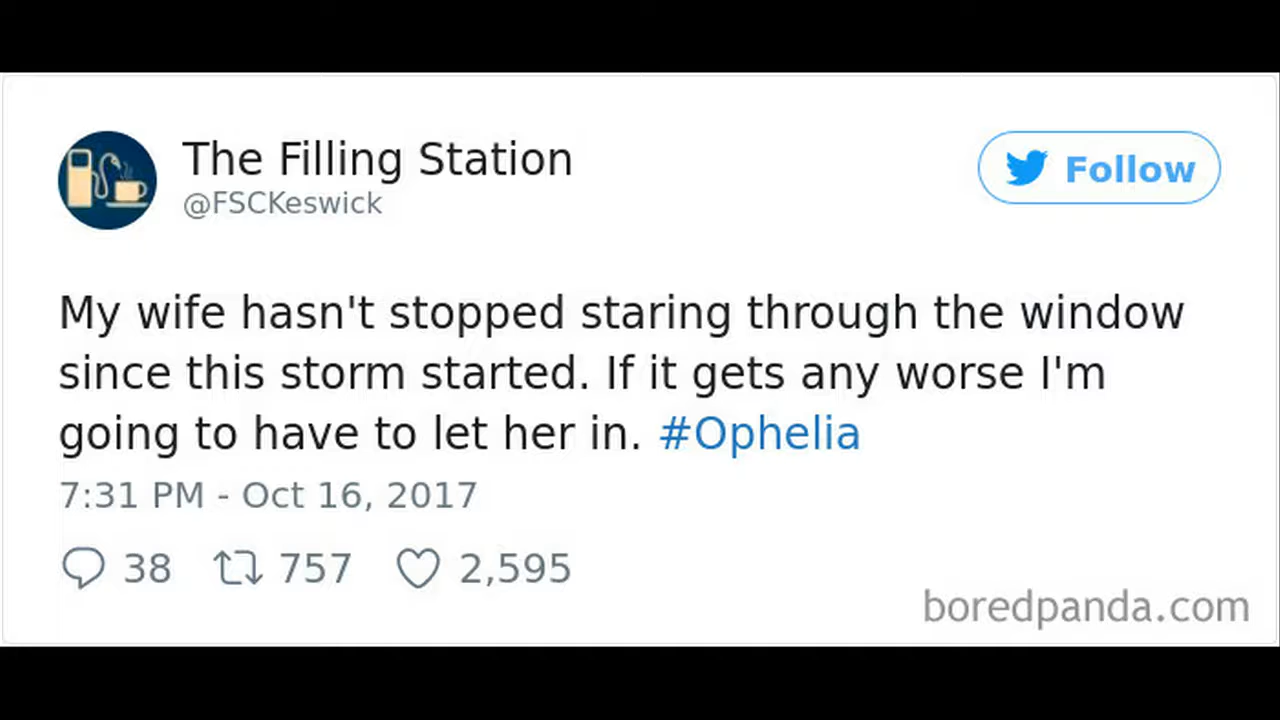 The Filling Station
@FSCKeswick
Follow
My wife hasn't stopped staring through the window
since this storm started. If it gets any worse I'm
going to have to let her in. #Ophelia
7:31 PM - Oct 16, 2017
38 757 2,595
boredpanda.com